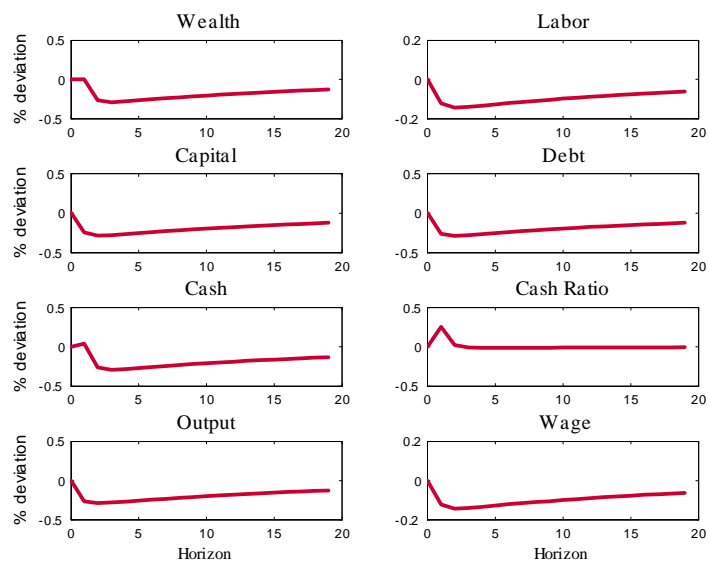 Wealth Labor
0.5 0.2
% deviation
0 0
-0.5 -0.2
0 5 10 15 20 0 5 10 15 20
Capital Debt
0.5 0.5
% deviation
0 0
-0.5 -0.5
0 5 10 15 20 0 5 10 15 20
Cash Cash Ratio
0.5 0.5
% deviation
0 0
-0.5 -0.5
0 5 10 15 20 0 5 10 15 20
Output Wage
0.5 0.2
% deviation
0 0
-0.5 -0.2
0 5 10 15 20 0 5 10 15 20
Horizon Horizon